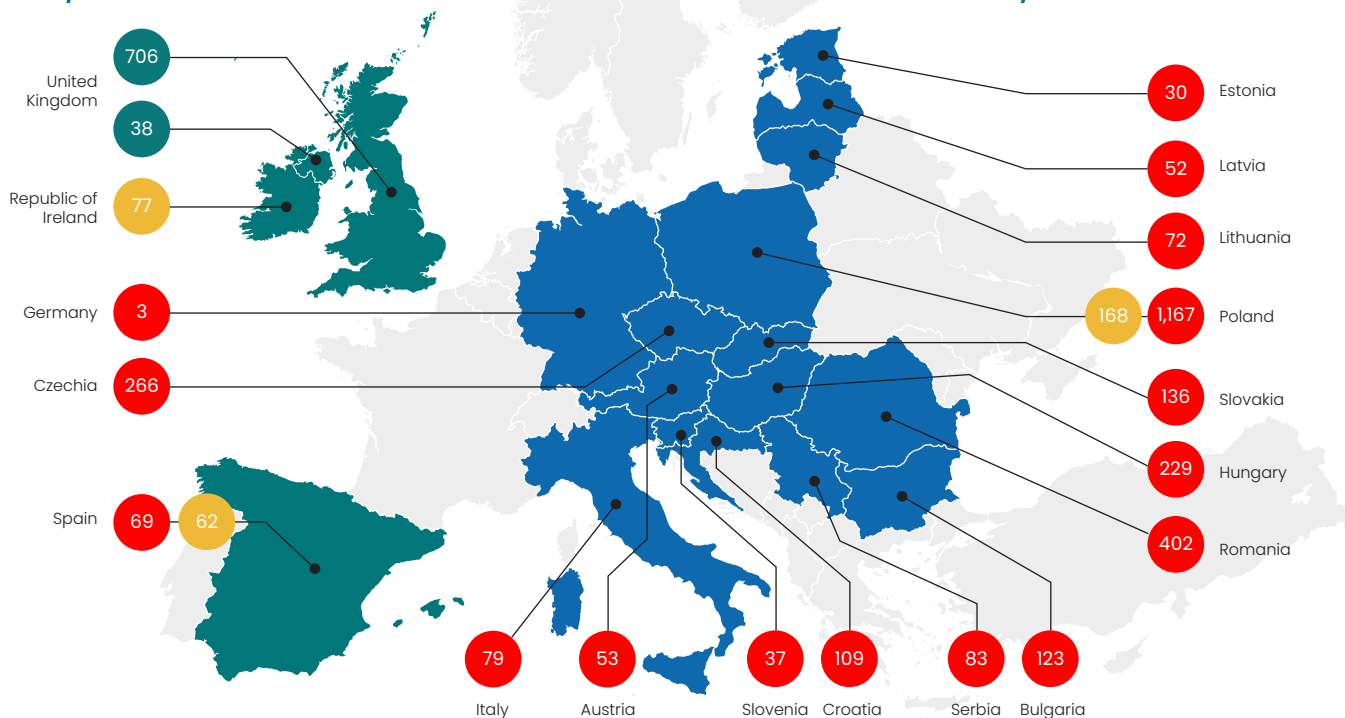 706
United
Kingdom
38
Republic of
Ireland
77
Germany
3
Czechia
266
Spain
69
62
Estonia
30
Latvia
52
Lithuania
72
168
1,167
Poland
136
Slovakia
229
Hungary
402
Romania
79
53
37
109
83
123
Italy
Austria
Slovenia
Croatia
Serbia
Bulgaria